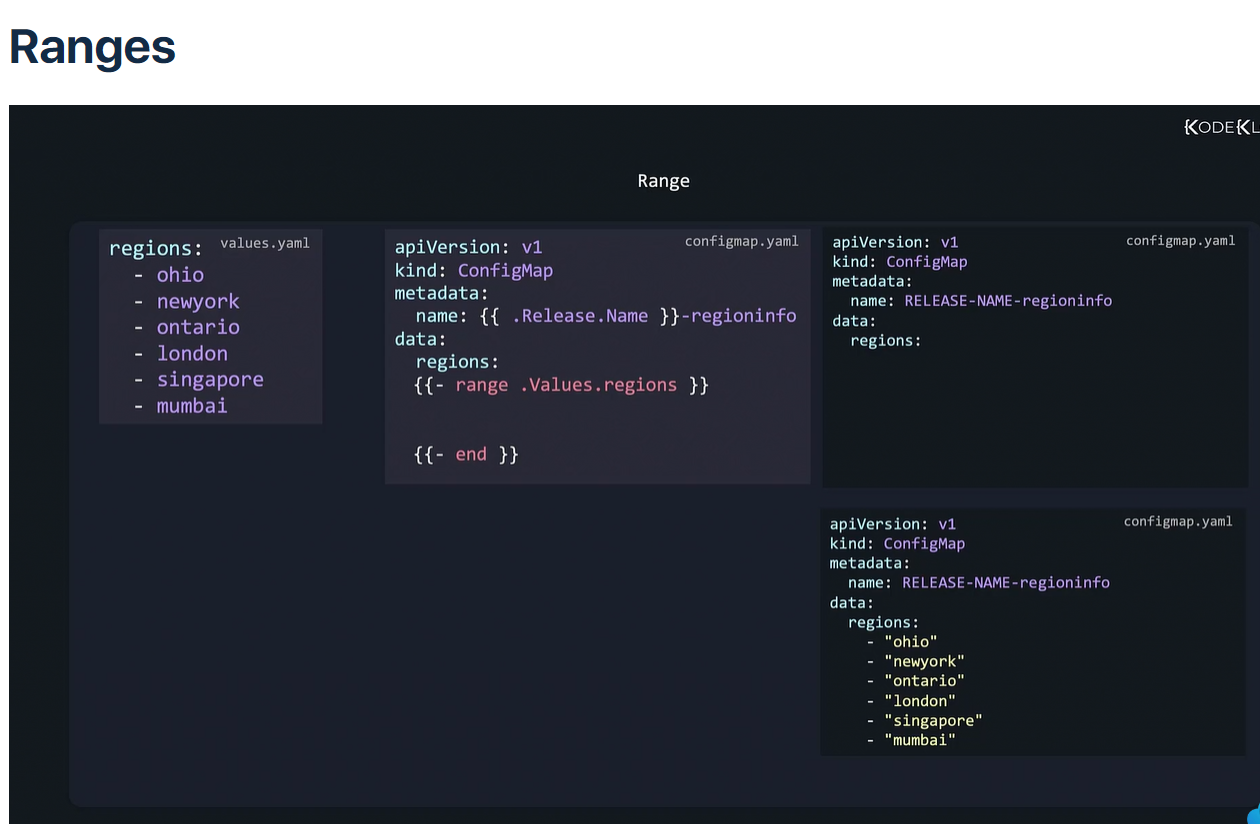 Ranges
KODEKL
Range
values.yaml
regions:
- ohio
- newyork
- ontario
- london
- singapore
- mumbai
configmap.yaml
apiVersion: v1
kind: ConfigMap
metadata:
name: {{ .Release.Name }}-regioninfo
data:
regions:
{{- range .Values.regions }}
{{- end }}
configmap.yaml
apiVersion: v1
kind: ConfigMap
metadata:
name: RELEASE-NAME-regioninfo
data:
regions:
configmap.yaml
apiVersion: v1
kind: ConfigMap
metadata:
name: RELEASE-NAME-regioninfo
data:
regions:
- "ohio"
- "newyork"
- "ontario"
- "london"
- "singapore"
- "mumbai"